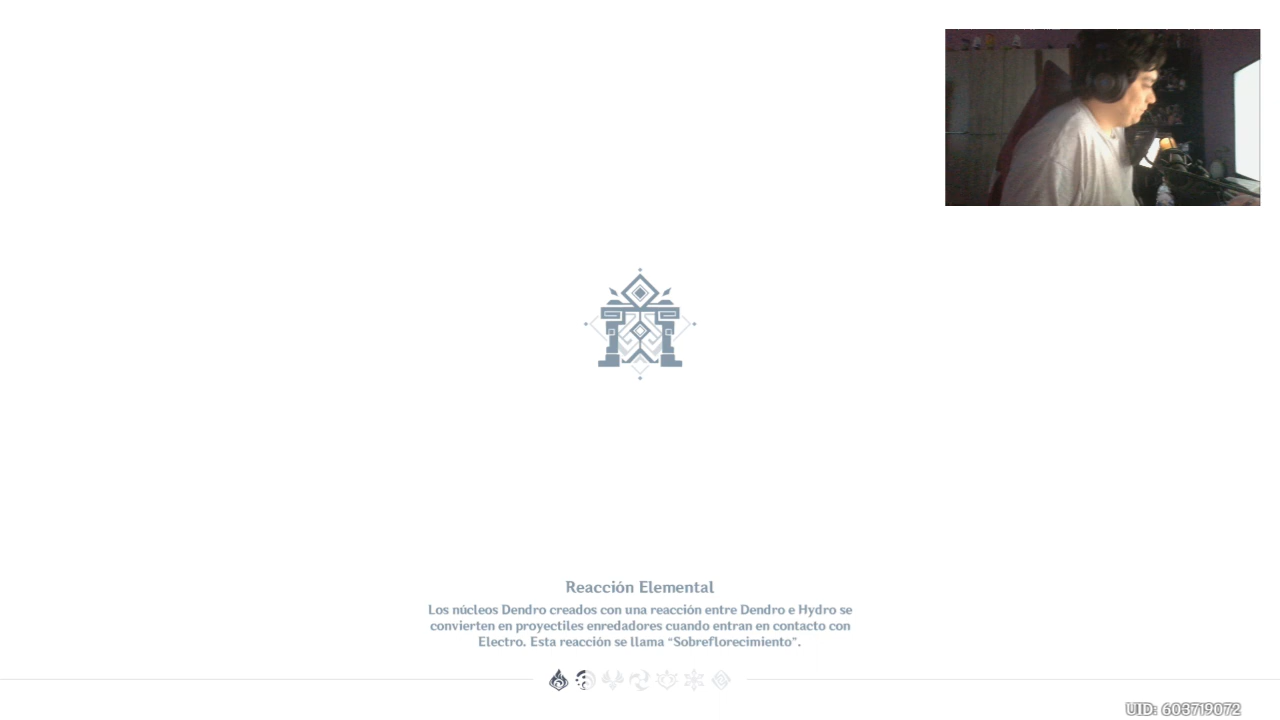 Reacción Elemental
Los núcleos Dendro creados con una reacción entre Dendro e Hydro se
convierten en proyectiles enredadores cuando entran en contacto con
Electro. Esta reacción se llama “Sobreflorecimiento”.
UID: 603719072